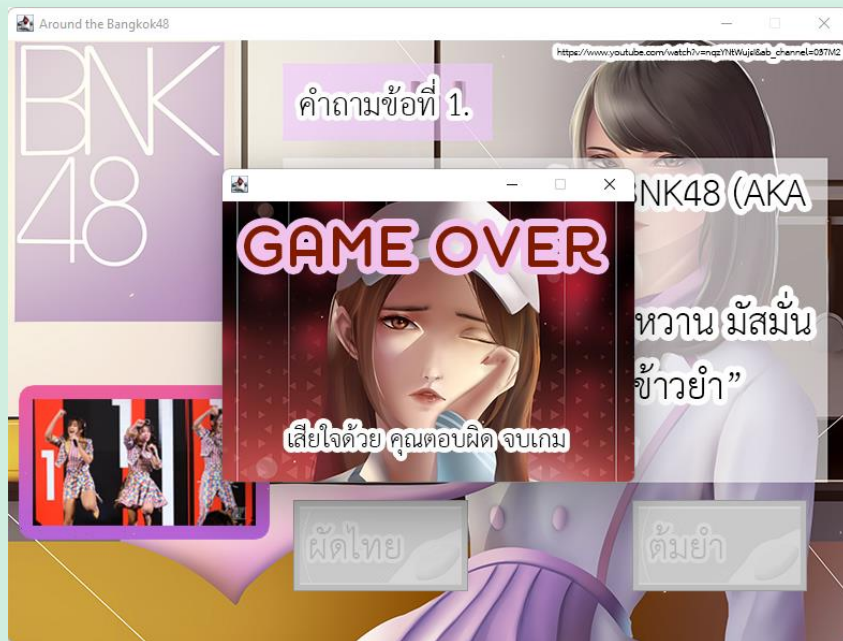 Around the Bangkok48
https://www.youtube.com/watch?v=nqzYNtWujsI&ab_channel=037M2
BNK
48
คำถามข้อที่ 1.
BNK48 (AKA
หวาน มัสมั่น
ข้าวยำ”
GAME OVER
เสียใจด้วย คุณตอบผิด จบเกม
ผัดไทย
ต้มยำ